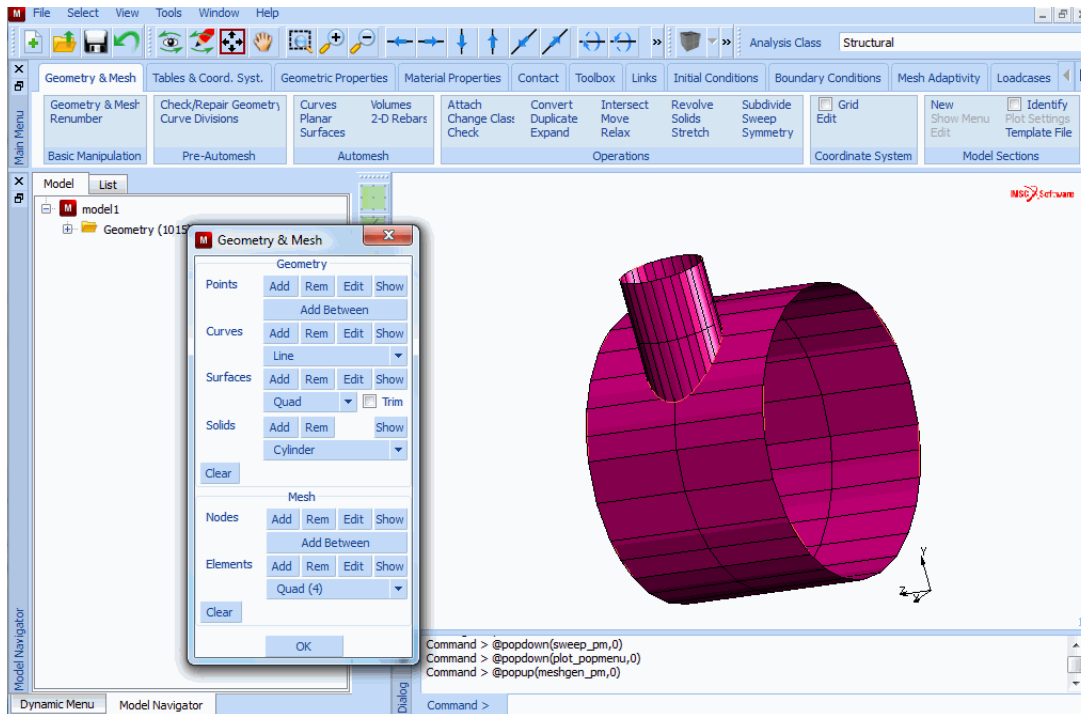 File Select View Tools Window Help
» » Analysis Class Structural
Geometry & Mesh Tables & Coord. Syst. Geometric Properties Material Properties Contact Toolbox Links Initial Conditions Boundary Conditions Mesh Adaptivity Loadcases
Geometry & Mesh Check/Repair Geometry Curves Volumes Attach Convert Intersect Revolve Subdivide Grid New Identify
Renumber Curve Divisions Planar 2-D Rebars Change Class Duplicate Move Solids Sweep Edit Show Menu Plot Settings
Surfaces Check Expand Relax Stretch Symmetry Edit Template File
Basic Manipulation Pre-Automesh Automesh Operations Coordinate System Model Sections
Main Menu
Model List
M model1
Geometry (1015
MSC Software
M Geometry & Mesh
Geometry
Points Add Rem Edit Show
Add Between
Curves Add Rem Edit Show
Line
Surfaces Add Rem Edit Show
Quad Trim
Solids Add Rem Show
Cylinder
Clear
Mesh
Nodes Add Rem Edit Show
Add Between
Elements Add Rem Edit Show
Quad (4)
Clear
OK
Y
Z
X
Model Navigator
Command > @popdown(sweep_pm,0)
Command > @popdown(plot_popmenu,0)
Command > @popup(meshgen_pm,0)
Dialog
Command >
Dynamic Menu Model Navigator